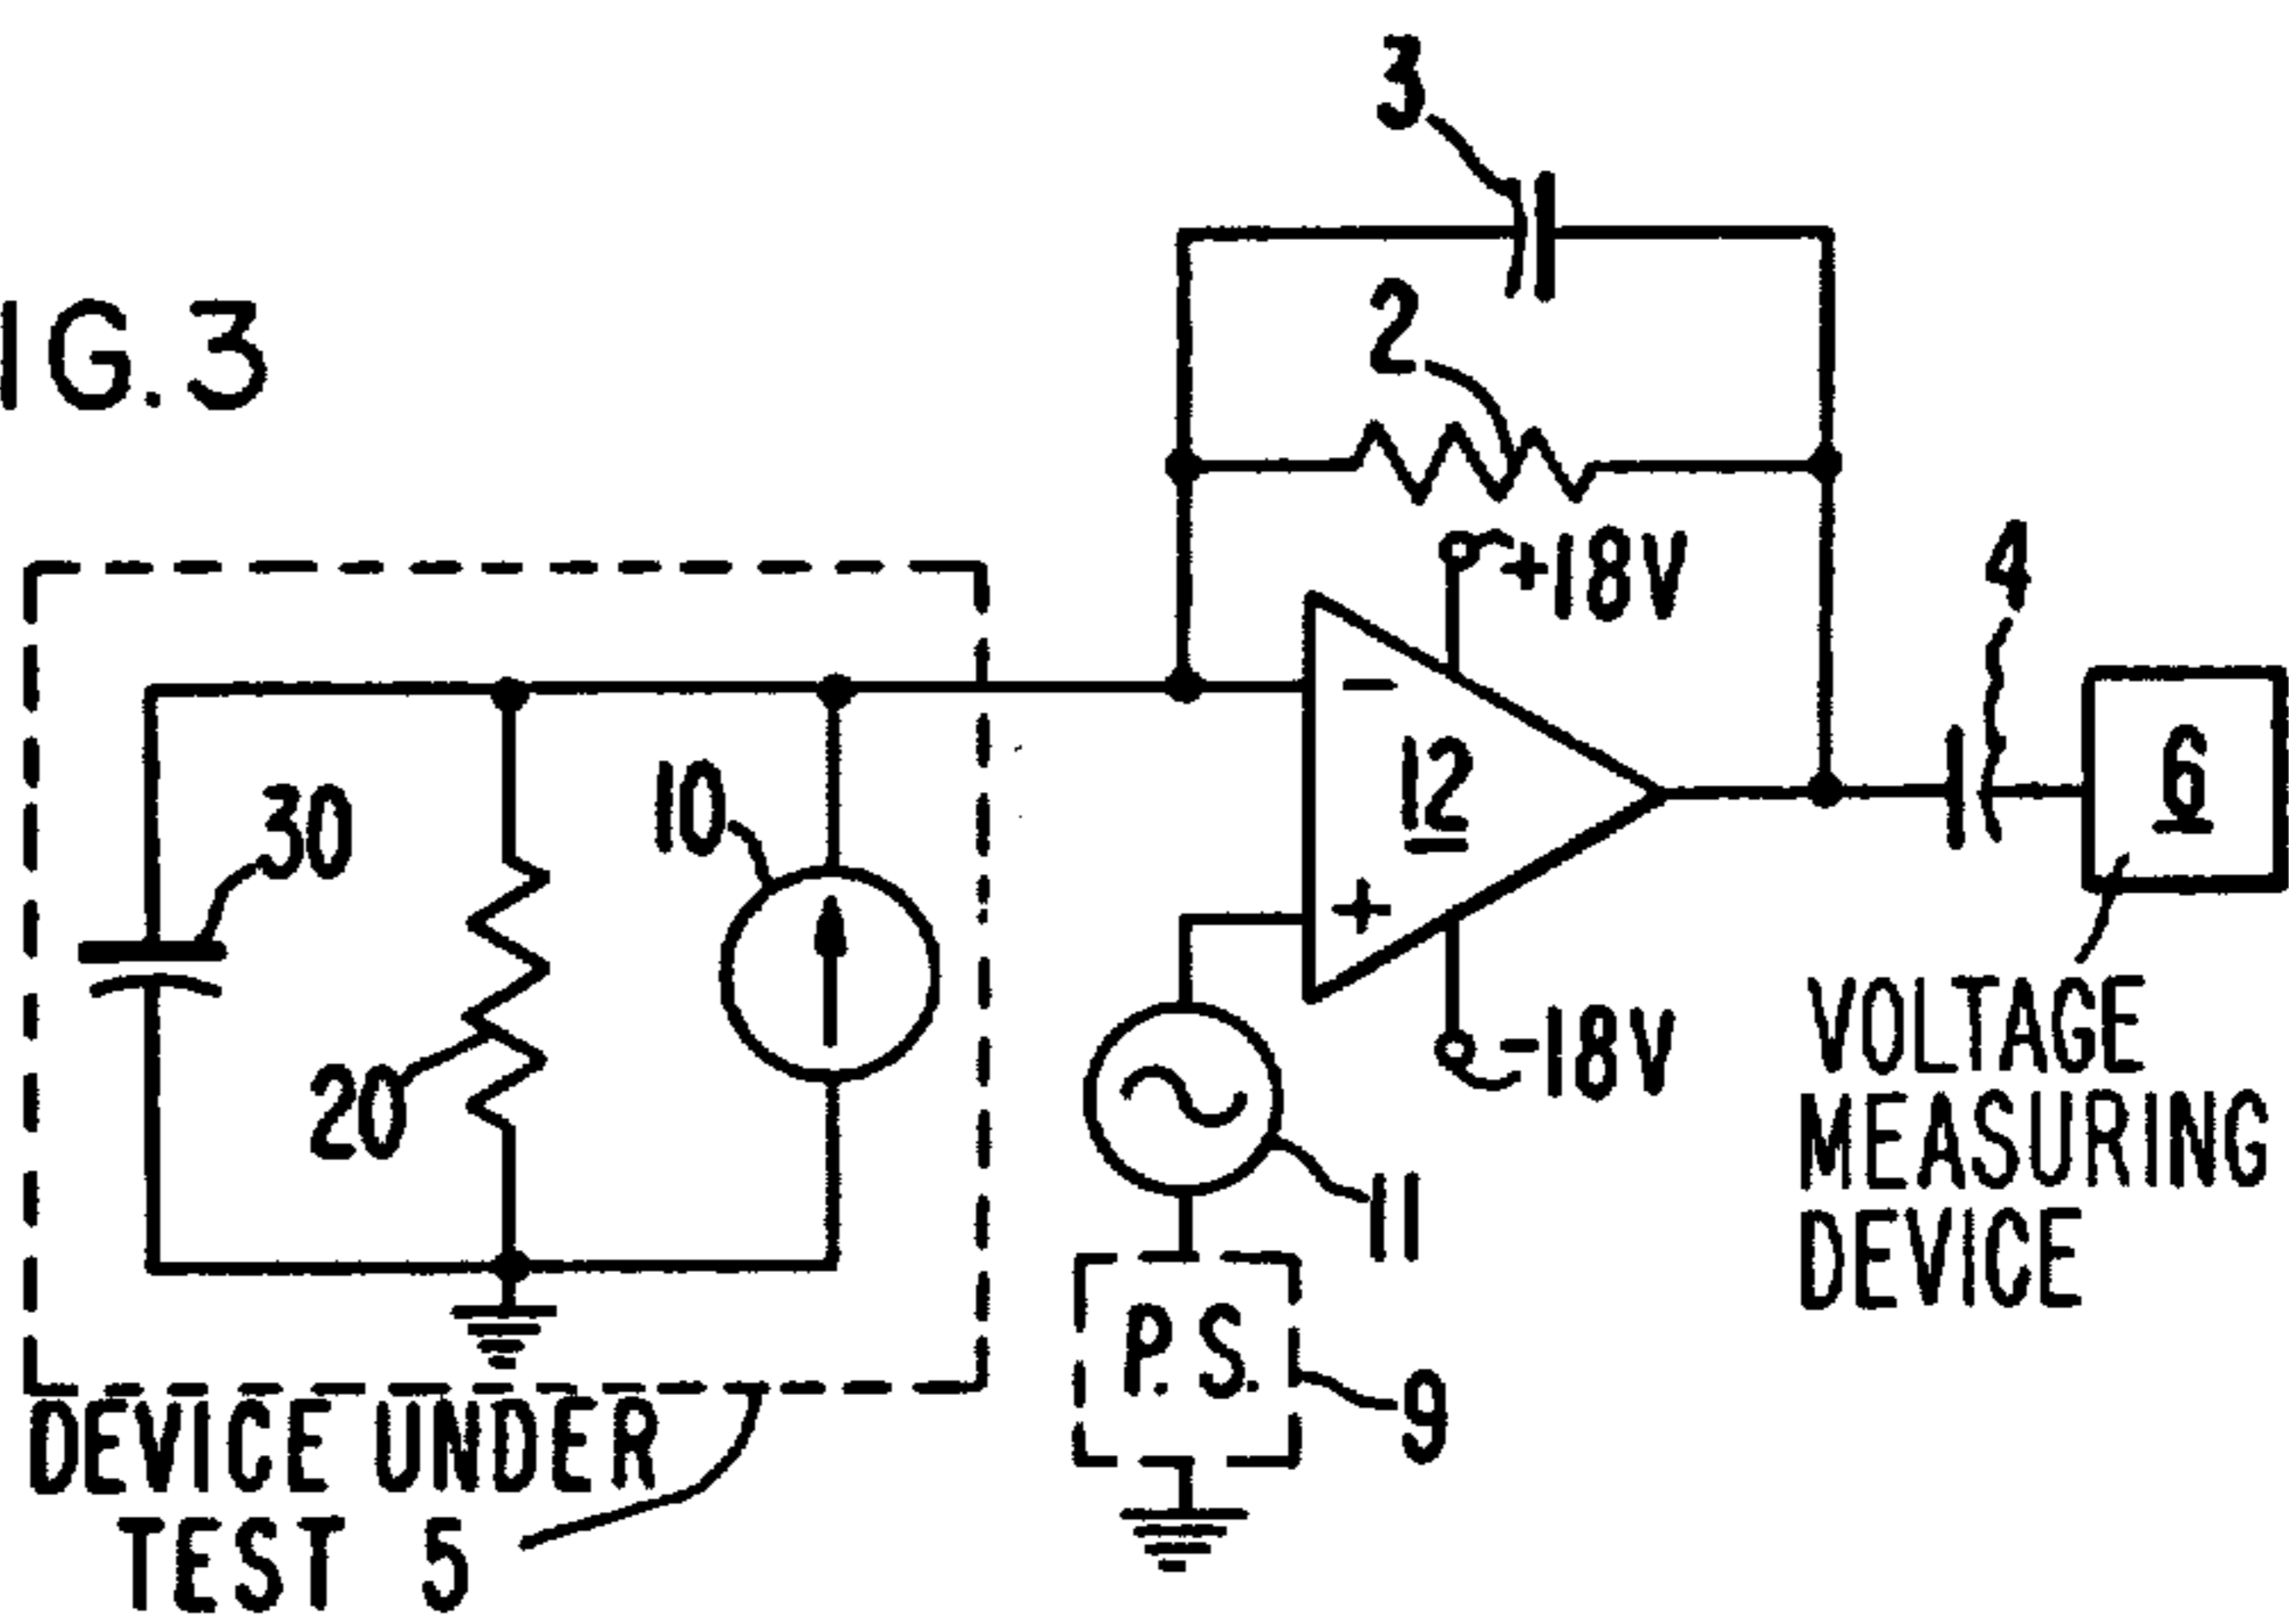 IG. 3
3
2
+18V
4
-
12
6
30
10
+
-18V
20
11
VOLTAGE
MEASURING
DEVICE
P.S.
9
DEVICE UNDER
TEST 5